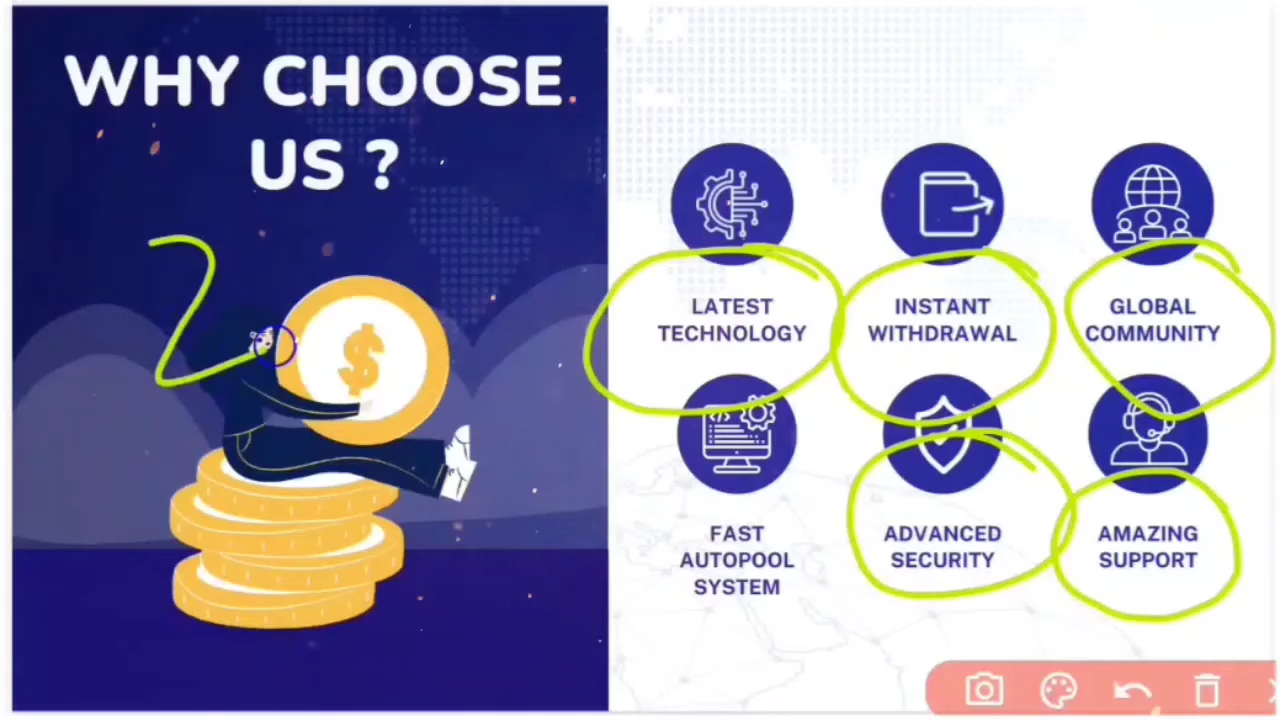 WHY CHOOSE
US ?
LATEST
TECHNOLOGY
INSTANT
WITHDRAWAL
GLOBAL
COMMUNITY
FAST
AUTOPOOL
SYSTEM
ADVANCED
SECURITY
AMAZING
SUPPORT